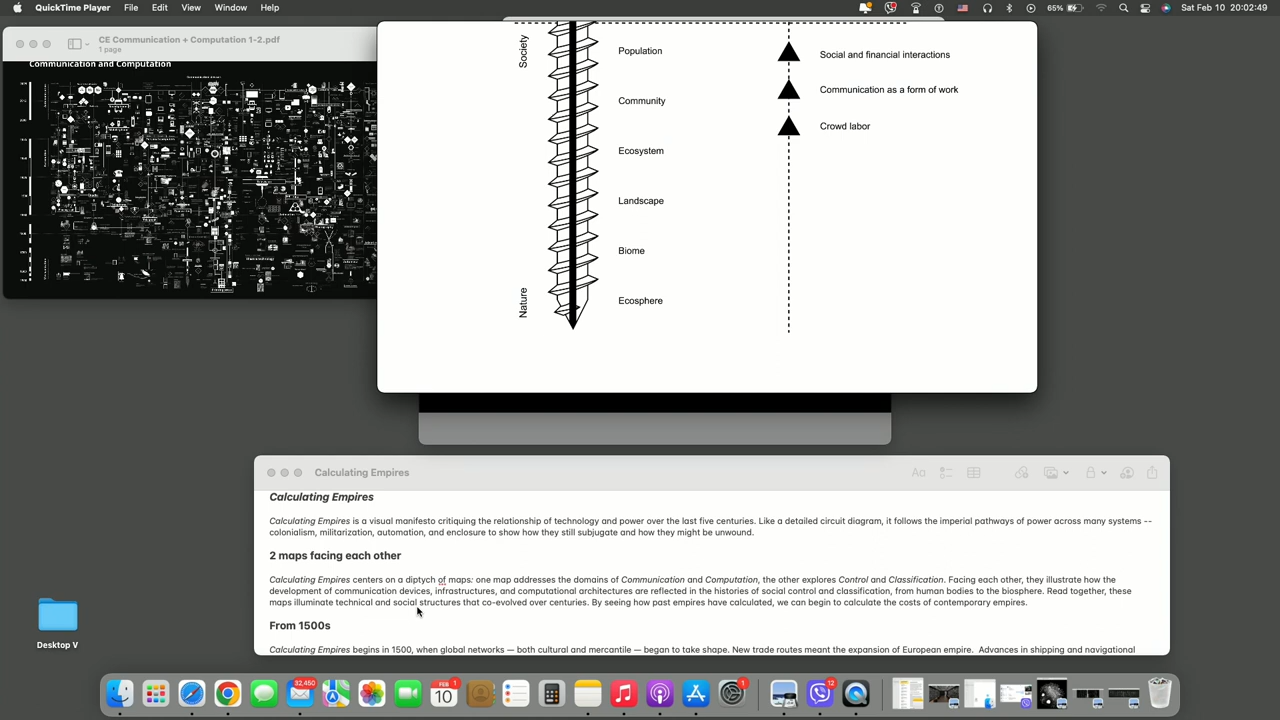 QuickTime Player File Edit View Window Help
65% Sat Feb 10 20:02:49
CE Communication + Computation 1-2.pdf
1 page
Communication and Computation
Society
Nature
Population
Community
Ecosystem
Landscape
Biome
Ecosphere
Social and financial interactions
Communication as a form of work
Crowd labor
Calculating Empires
Aa
Calculating Empires
Calculating Empires is a visual manifesto critiquing the relationship of technology and power over the last five centuries. Like a detailed circuit diagram, it follows the imperial pathways of power across many systems --
colonialism, militarization, automation, and enclosure to show how they still subjugate and how they might be unwound.
2 maps facing each other
Calculating Empires centers on a diptych of maps: one map addresses the domains of Communication and Computation, the other explores Control and Classification. Facing each other, they illustrate how the
development of communication devices, infrastructures, and computational architectures are reflected in the histories of social control and classification, from human bodies to the biosphere. Read together, these
maps illuminate technical and social structures that co-evolved over centuries. By seeing how past empires have calculated, we can begin to calculate the costs of contemporary empires.
From 1500s
Calculating Empires begins in 1500, when global networks — both cultural and mercantile — began to take shape. New trade routes meant the expansion of European empire. Advances in shipping and navigational
Desktop V
32,450
FEB
10
1
12
1